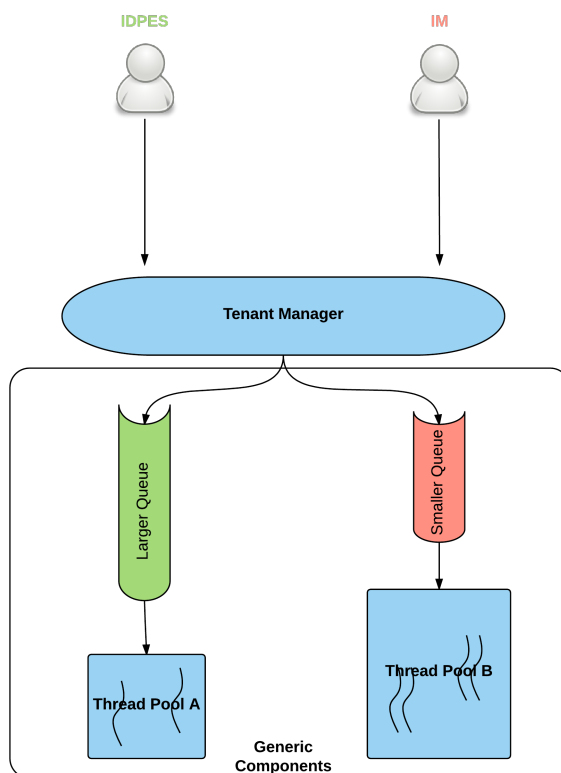 IDPES
IM
Tenant Manager
Larger Queue
Smaller Queue
Thread Pool A
Thread Pool B
Generic
Components